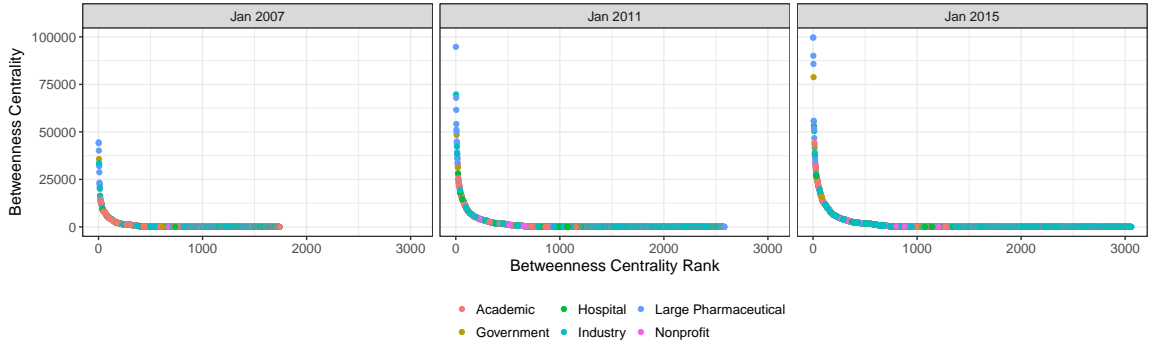 Jan 2007 Jan 2011 Jan 2015
Betweenness Centrality
100000
75000
50000
25000
0
0 1000 2000 3000 0 1000 2000 3000 0 1000 2000 3000
Betweenness Centrality Rank
Academic Hospital Large Pharmaceutical
Government Industry Nonprofit